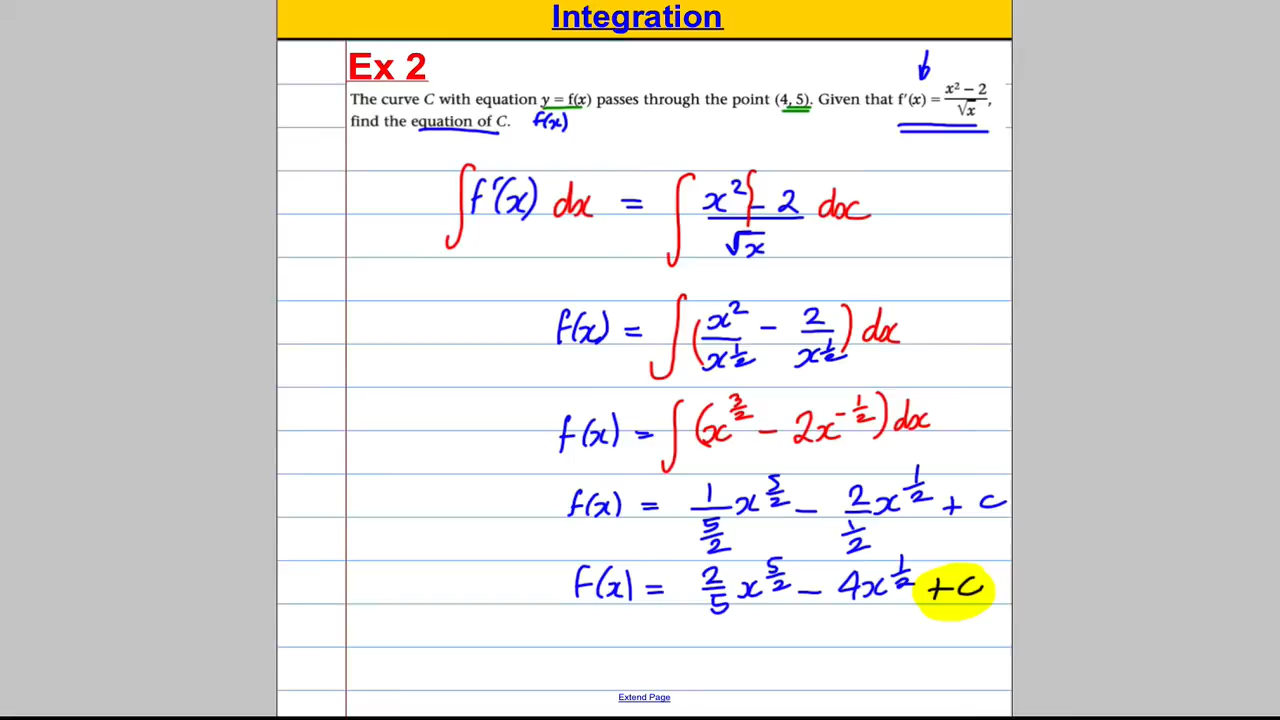 Integration
Ex 2
The curve C with equation y = f(x) passes through the point (4, 5). Given that f′(x) = (x² − 2)/√x,
find the equation of C. f(x)
∫f'(x) dx = ∫ (x² - 2)/√x dx
f(x) = ∫(x²/x^½ - 2/x^½) dx
f(x) = ∫(x^(3/2) - 2x^(-½)) dx
f(x) = 1/(5/2) x^(5/2) - 2/(1/2) x^(1/2) + c
f(x) = 2/5 x^(5/2) - 4x^(1/2) + c
Extend Page